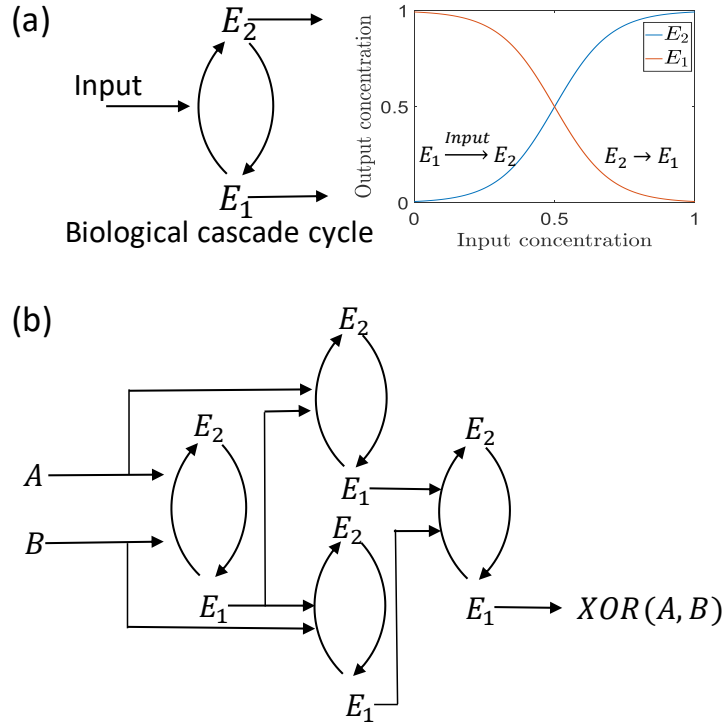 (a)
E₂
Input
E₁
Biological cascade cycle
Output concentration
1
0.5
0
E₂
E₁
E₁ Input→ E₂
E₂ → E₁
0
0.5
1
Input concentration
(b)
E₂
E₂
E₂
A
E₁
B
E₂
E₁
E₁
XOR(A, B)
E₁